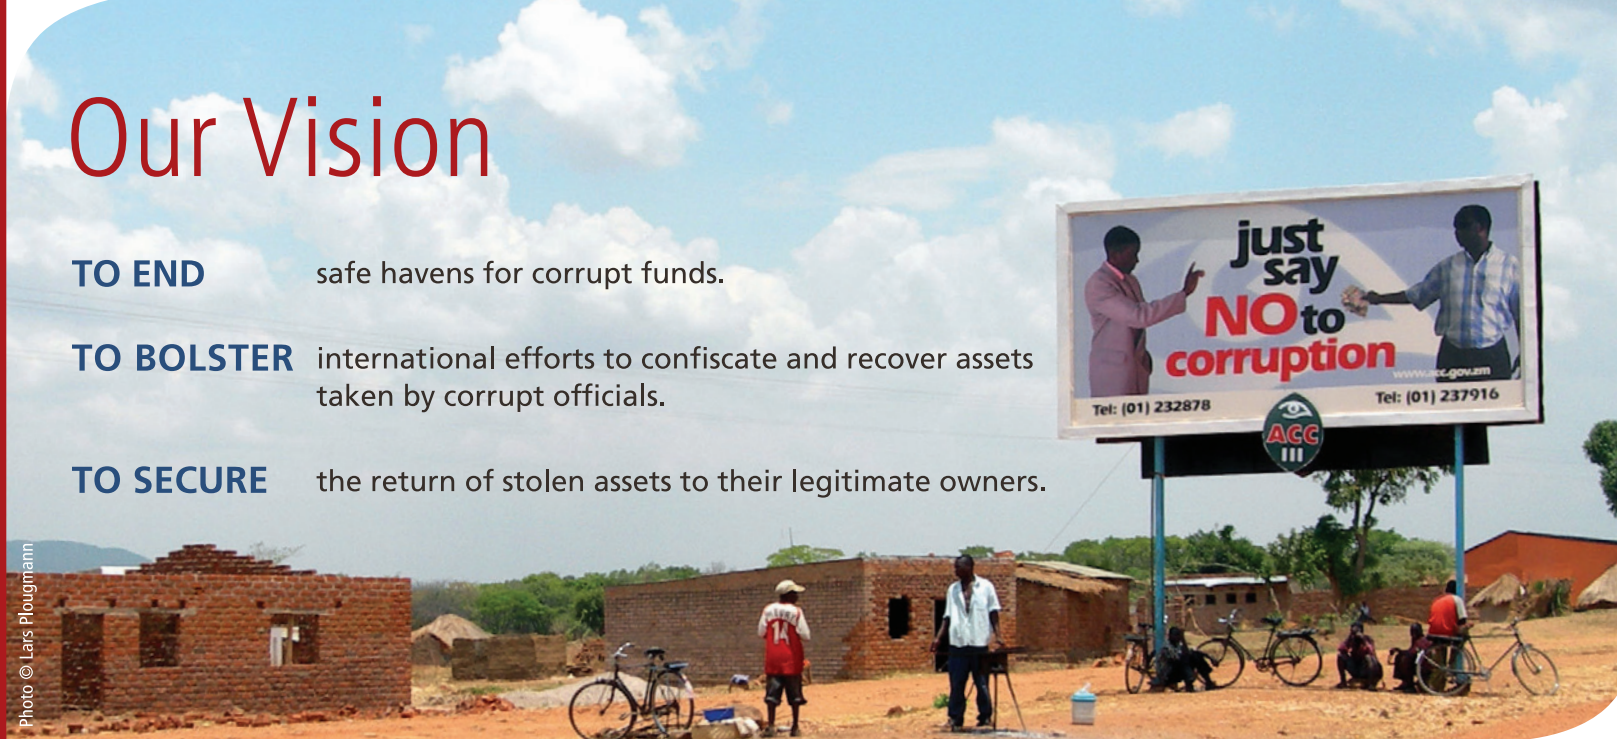 Our Vision
TO END safe havens for corrupt funds.
TO BOLSTER international efforts to confiscate and recover assets
taken by corrupt officials.
TO SECURE the return of stolen assets to their legitimate owners.
just
say
NO to
corruption
www.acc.gov.zm
Tel: (01) 232878
Tel: (01) 237916
ACC
14
Photo © Lars Plougmann